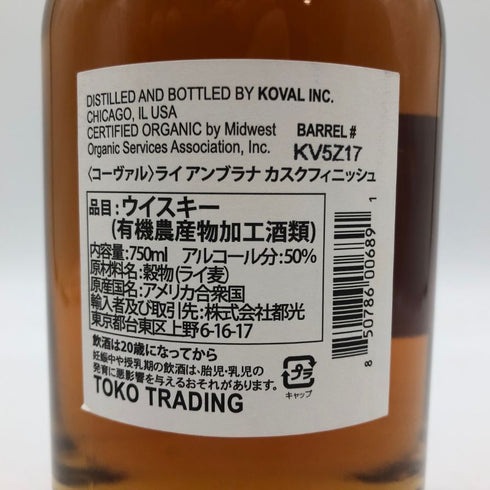 DISTILLED AND BOTTLED BY KOVAL INC.
CHICAGO, IL USA
CERTIFIED ORGANIC by Midwest
Organic Services Association, Inc.
BARREL #
KV5Z17
〈コーヴァル〉ライ アンブラナ カスクフィニッシュ
品目:ウイスキー
(有機農産物加工酒類)
内容量:750ml アルコール分:50%
原材料名:穀物(ライ麦)
原産国名:アメリカ合衆国
輸入者及び取引先:株式会社都光
東京都台東区上野6-16-17
飲酒は20歳になってから
妊娠中や授乳期の飲酒は、胎児・乳児の
発育に悪影響を与えるおそれがあります。
TOKO TRADING
プラ
キャップ
8 50786 00689 1